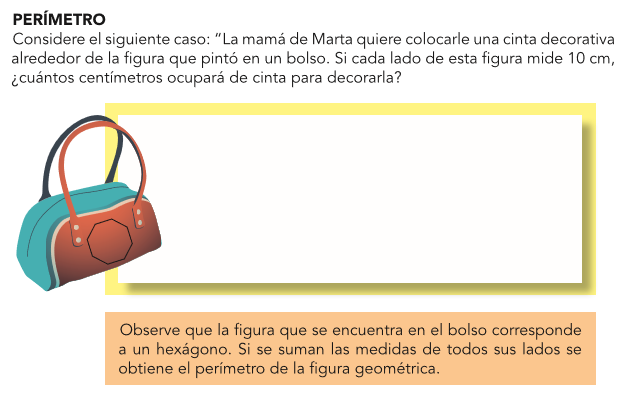 PERÍMETRO
Considere el siguiente caso: “La mamá de Marta quiere colocarle una cinta decorativa
alrededor de la figura que pintó en un bolso. Si cada lado de esta figura mide 10 cm,
¿cuántos centímetros ocupará de cinta para decorarla?
Observe que la figura que se encuentra en el bolso corresponde
a un hexágono. Si se suman las medidas de todos sus lados se
obtiene el perímetro de la figura geométrica.